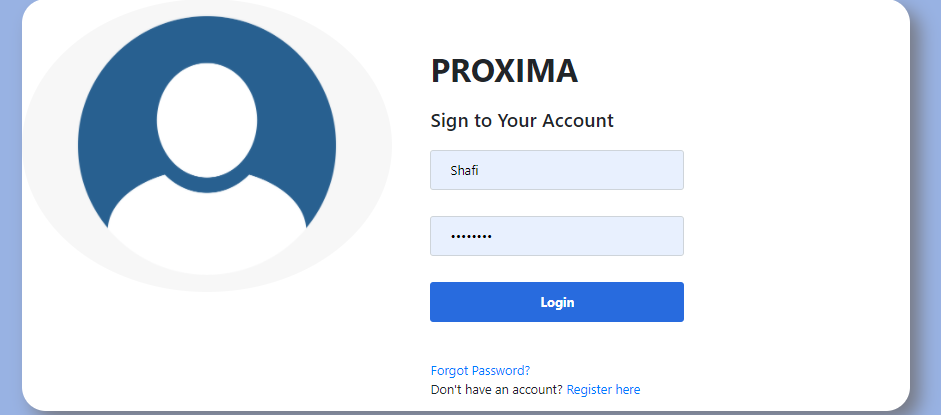 PROXIMA
Sign to Your Account
Shafi
••••••••
Login
Forgot Password?
Don't have an account? Register here